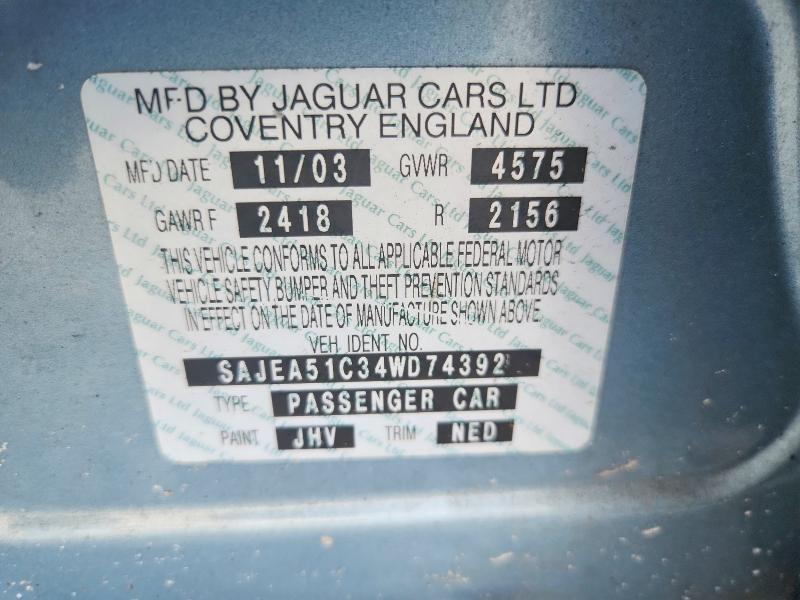 MFD BY JAGUAR CARS LTD
COVENTRY ENGLAND
MFD DATE 11/03 GVWR 4575
GAWR F 2418 R 2156
THIS VEHICLE CONFORMS TO ALL APPLICABLE FEDERAL MOTOR
VEHICLE SAFETY, BUMPER AND THEFT PREVENTION STANDARDS
IN EFFECT ON THE DATE OF MANUFACTURE SHOWN ABOVE.
VEH IDENT. NO.
SAJEA51C34WD74392
TYPE PASSENGER CAR
PAINT JHV TRIM NED